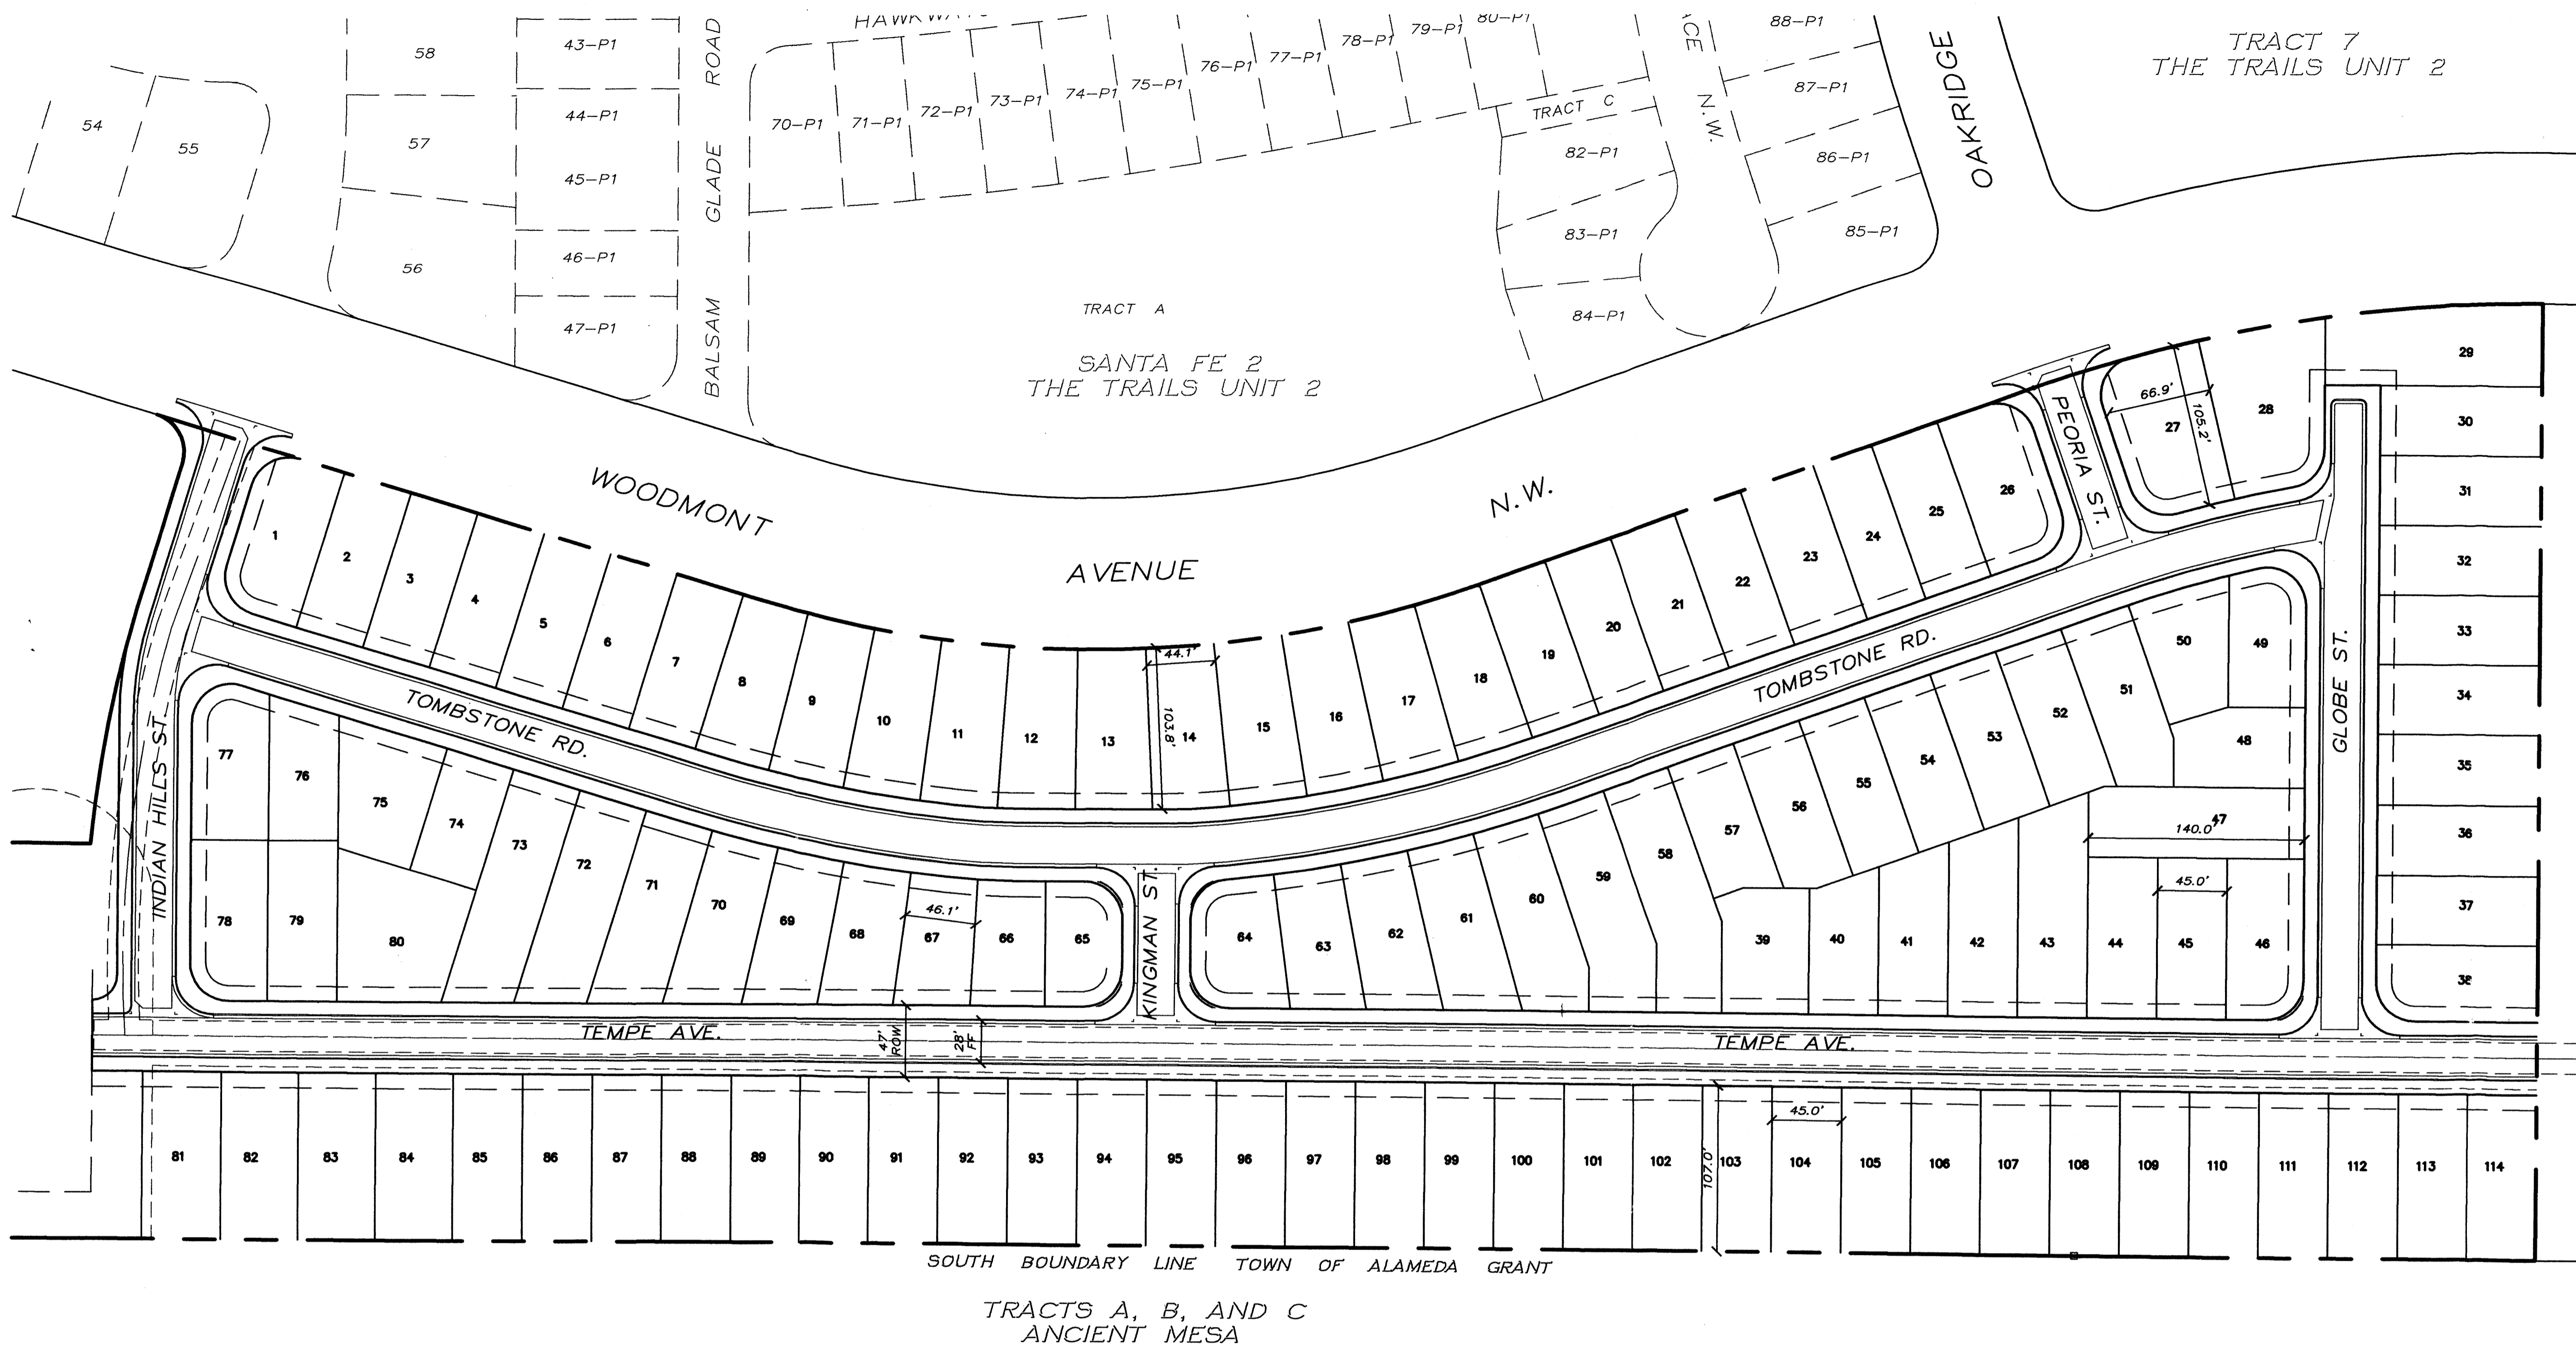 HAWKWATC
80-P1
88-P1
79-P1
78-P1
77-P1
76-P1
75-P1
74-P1
73-P1
72-P1
71-P1
70-P1
43-P1
44-P1
45-P1
46-P1
47-P1
58
57
56
55
54
BALSAM GLADE ROAD
ACE N.W.
OAKRIDGE
TRACT 7
THE TRAILS UNIT 2
87-P1
86-P1
85-P1
TRACT C
82-P1
83-P1
84-P1
TRACT A
SANTA FE 2
THE TRAILS UNIT 2
WOODMONT
AVENUE
N.W.
PEORIA ST.
66.9'
105.2'
27
28
29
30
31
32
33
34
35
36
37
38
1
2
3
4
5
6
7
8
9
10
11
12
13
44.1'
103.8'
14
15
16
17
18
19
20
21
22
23
24
25
26
TOMBSTONE RD.
TOMBSTONE RD.
INDIAN HILLS ST.
GLOBE ST.
KINGMAN ST.
77
76
75
74
73
72
71
70
69
68
46.1'
67
66
65
78
79
80
64
63
62
61
60
59
58
57
56
55
54
53
52
51
50
49
48
47
140.0'
45.0'
39
40
41
42
43
44
45
46
TEMPE AVE.
47' ROW
28' FF
TEMPE AVE.
45.0'
107.0'
81
82
83
84
85
86
87
88
89
90
91
92
93
94
95
96
97
98
99
100
101
102
103
104
105
106
107
108
109
110
111
112
113
114
SOUTH BOUNDARY LINE TOWN OF ALAMEDA GRANT
TRACTS A, B, AND C
ANCIENT MESA